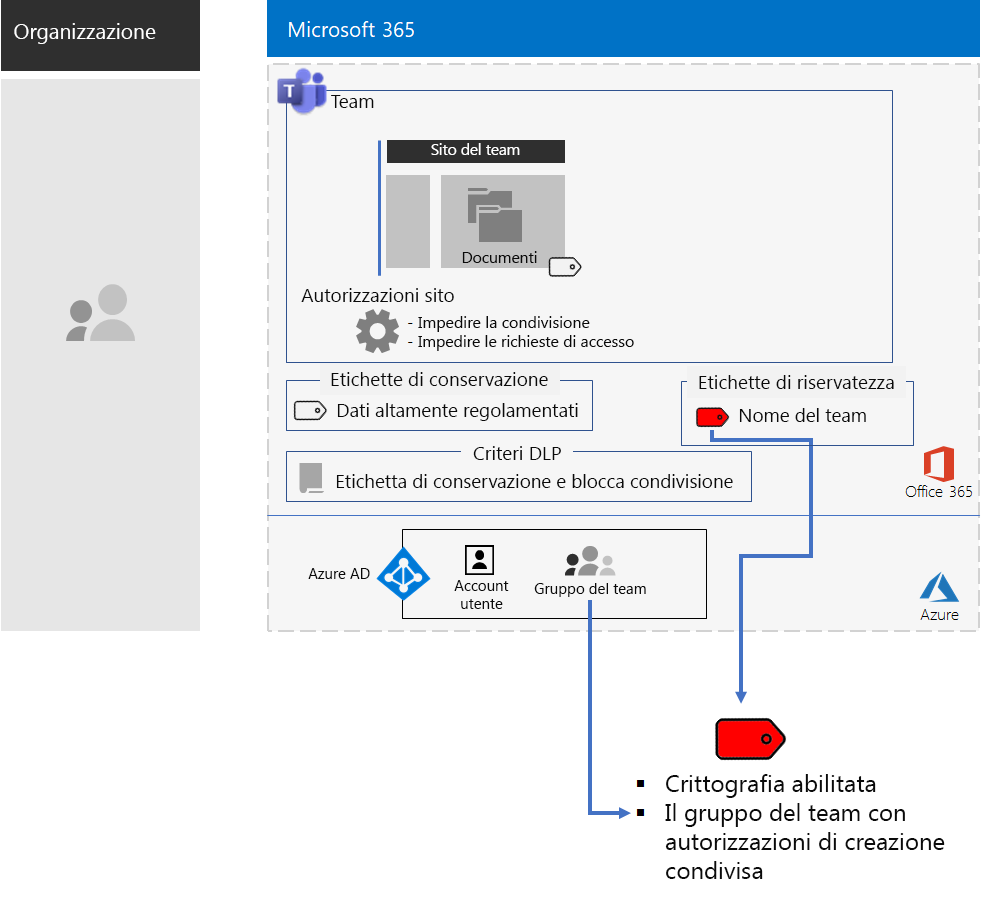 Organizzazione
Microsoft 365
T
Team
Sito del team
Documenti
Autorizzazioni sito
- Impedire la condivisione
- Impedire le richieste di accesso
Etichette di conservazione
Dati altamente regolamentati
Etichette di riservatezza
Nome del team
Criteri DLP
Etichetta di conservazione e blocca condivisione
Office 365
Azure AD
Account
utente
Gruppo del team
Azure
▪ Crittografia abilitata
▪ Il gruppo del team con
autorizzazioni di creazione
condivisa